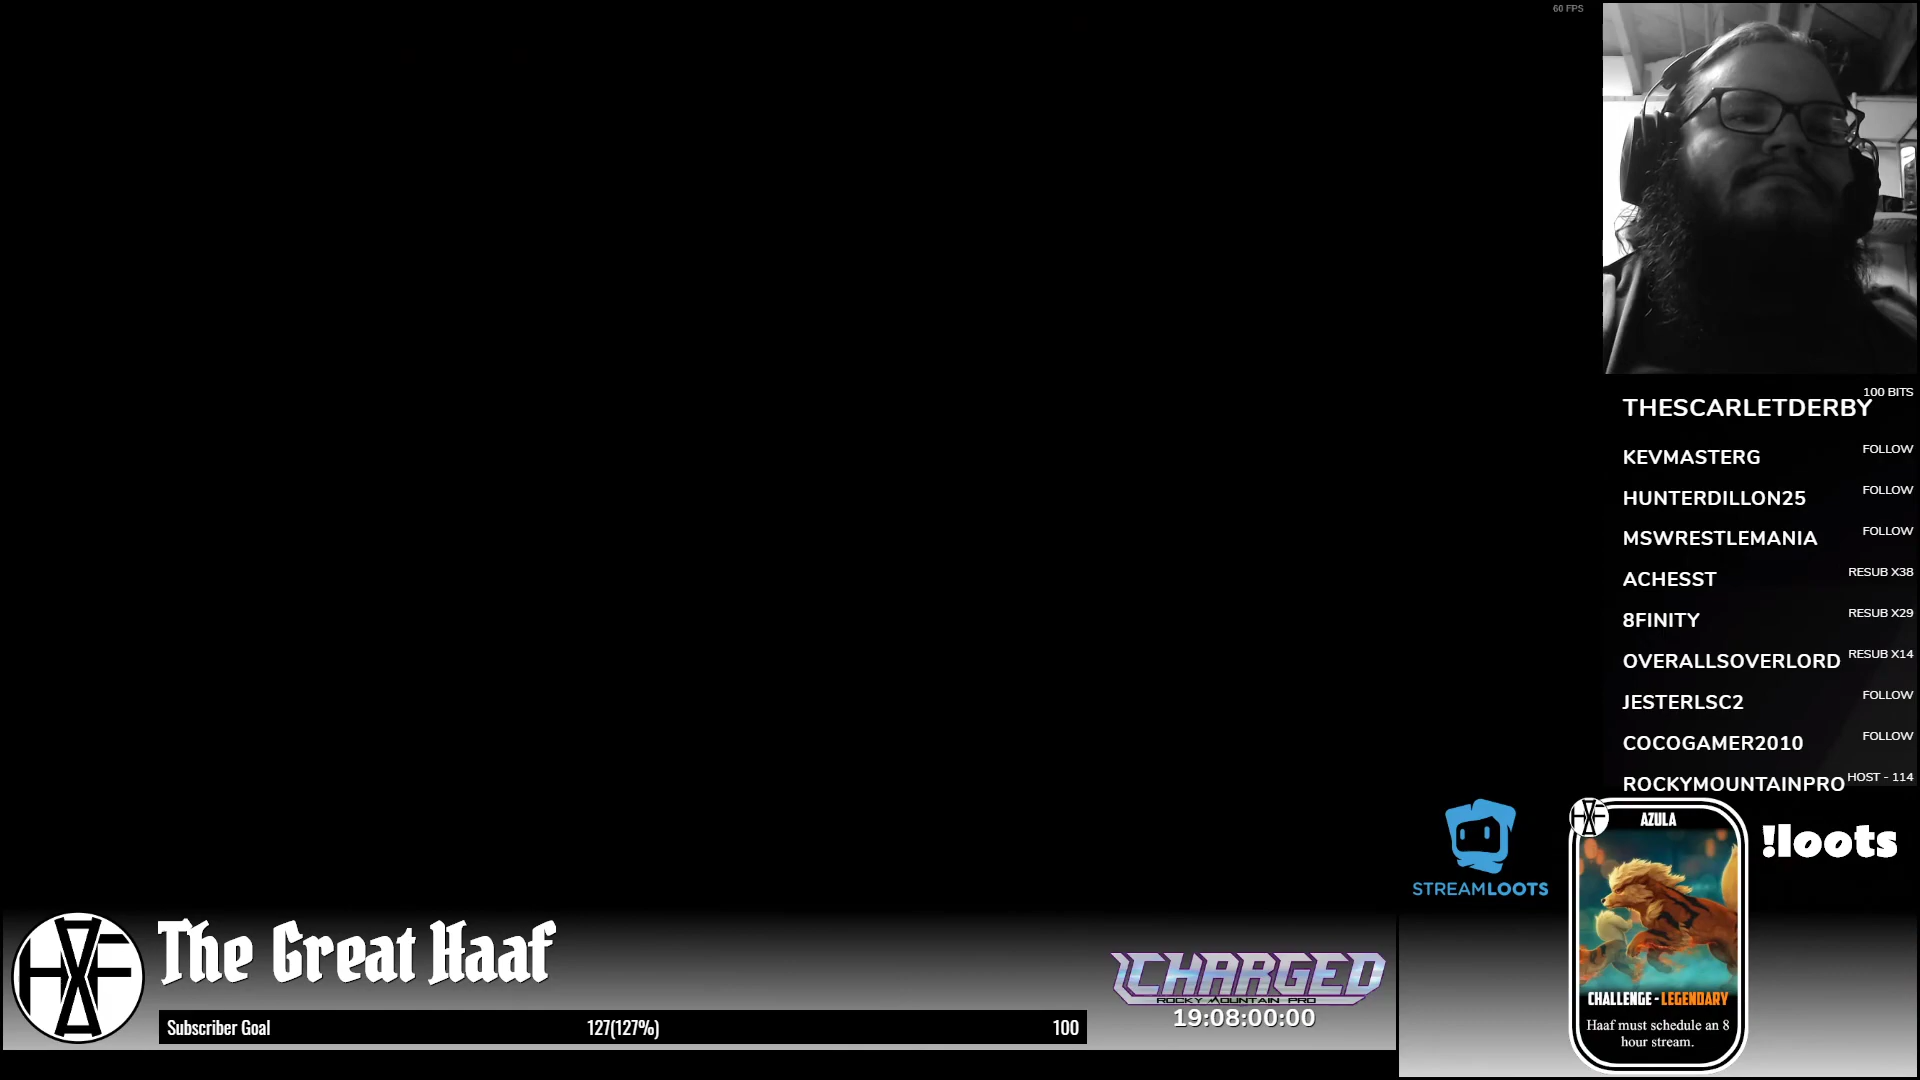 60 FPS
100 BITS
THESCARLETDERBY
KEVMASTERG FOLLOW
HUNTERDILLON25 FOLLOW
MSWRESTLEMANIA FOLLOW
ACHESST RESUB X38
8FINITY RESUB X29
OVERALLSOVERLORD RESUB X14
JESTERLSC2 FOLLOW
COCOGAMER2010 FOLLOW
ROCKYMOUNTAINPRO HOST - 114
STREAMLOOTS
HF
AZULA
!loots
CHALLENGE - LEGENDARY
Haaf must schedule an 8
hour stream.
HF
The Great Haaf
Subscriber Goal 127(127%) 100
CHARGED
ROCKY MOUNTAIN PRO
19:08:00:00